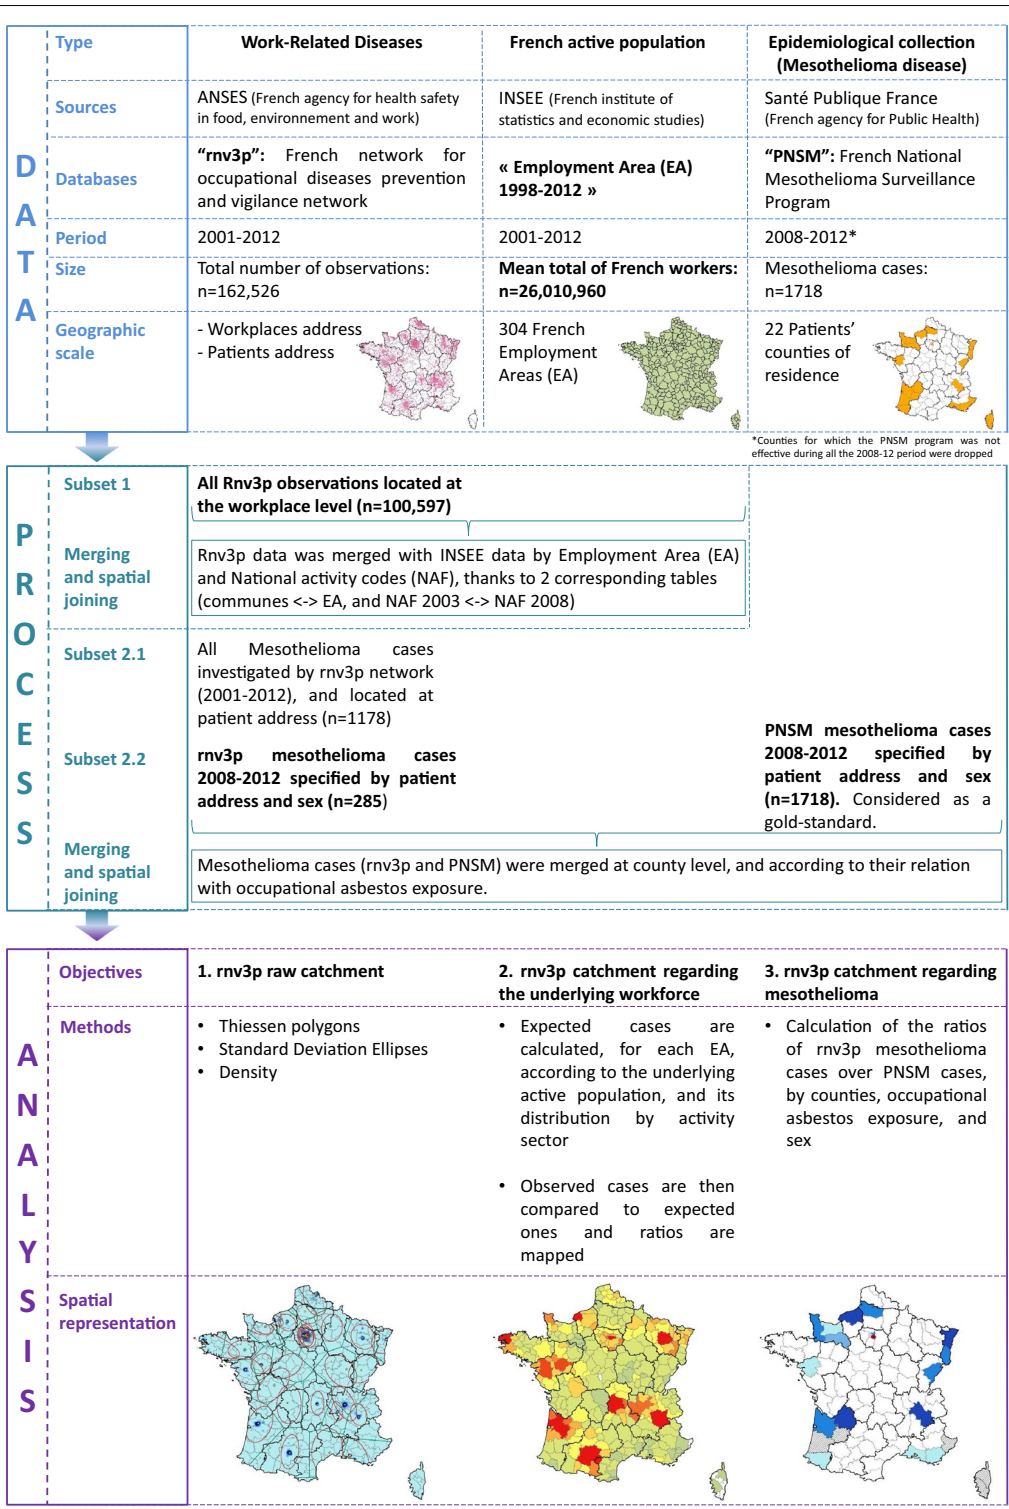 DATA
Type
Work-Related Diseases
French active population
Epidemiological collection
(Mesothelioma disease)
Sources
ANSES (French agency for health safety
in food, environnement and work)
INSEE (French institute of
statistics and economic studies)
Santé Publique France
(French agency for Public Health)
Databases
“rnv3p”: French network for
occupational diseases prevention
and vigilance network
« Employment Area (EA)
1998-2012 »
“PNSM”: French National
Mesothelioma Surveillance
Program
Period
2001-2012
2001-2012
2008-2012*
Size
Total number of observations:
n=162,526
Mean total of French workers:
n=26,010,960
Mesothelioma cases:
n=1718
Geographic
scale
- Workplaces address
- Patients address
304 French
Employment
Areas (EA)
22 Patients’
counties of
residence
*Counties for which the PNSM program was not
effective during all the 2008-12 period were dropped
PROCESS
Subset 1
All Rnv3p observations located at
the workplace level (n=100,597)
Merging
and spatial
joining
Rnv3p data was merged with INSEE data by Employment Area (EA)
and National activity codes (NAF), thanks to 2 corresponding tables
(communes <-> EA, and NAF 2003 <-> NAF 2008)
Subset 2.1
All Mesothelioma cases
investigated by rnv3p network
(2001-2012), and located at
patient address (n=1178)
Subset 2.2
rnv3p mesothelioma cases
2008-2012 specified by patient
address and sex (n=285)
PNSM mesothelioma cases
2008-2012 specified by
patient address and sex
(n=1718). Considered as a
gold-standard.
Merging
and spatial
joining
Mesothelioma cases (rnv3p and PNSM) were merged at county level, and according to their relation
with occupational asbestos exposure.
ANALYSIS
Objectives
1. rnv3p raw catchment
2. rnv3p catchment regarding
the underlying workforce
3. rnv3p catchment regarding
mesothelioma
Methods
• Thiessen polygons
• Standard Deviation Ellipses
• Density
• Expected cases are
calculated, for each EA,
according to the underlying
active population, and its
distribution by activity
sector
• Observed cases are then
compared to expected
ones and ratios are
mapped
• Calculation of the ratios
of rnv3p mesothelioma
cases over PNSM cases,
by counties, occupational
asbestos exposure, and
sex
Spatial
representation